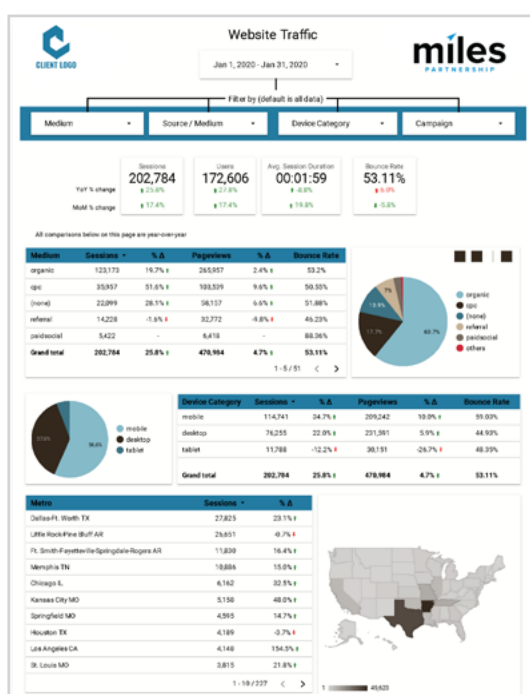 CLIENT LOGO
Website Traffic
miles
PARTNERSHIP
Jan 1, 2020 - Jan 31, 2020
Filter by (default is all data)
Medium Source / Medium Device Category Campaign
Sessions Users Avg. Session Duration Bounce Rate
202,784 172,606 00:01:59 53.11%
YoY % change 25.8% 27.8% -8.8% 6.0%
MoM % change 17.4% 17.4% 19.8% -5.8%
All comparisons below on this page are year-over-year
Medium Sessions % Δ Pageviews % Δ Bounce Rate
organic 123,173 19.7% 265,957 2.4% 53.2%
cpc 35,957 51.6% 103,539 9.6% 50.55%
(none) 22,099 28.1% 58,157 6.6% 51.88%
referral 14,228 -1.6% 32,772 -9.8% 46.23%
paidsocial 5,422 - 6,418 - 88.36%
Grand total 202,784 25.8% 470,984 4.7% 53.11%
1 - 5 / 51 < >
7%
10.9%
17.7%
60.7%
organic
cpc
(none)
referral
paidsocial
others
mobile
desktop
tablet
Device Category Sessions % Δ Pageviews % Δ Bounce Rate
mobile 114,741 34.7% 209,242 10.0% 59.03%
desktop 76,255 22.0% 231,591 5.9% 44.93%
tablet 11,788 -12.2% 30,151 -26.7% 48.35%
Grand total 202,784 25.8% 470,984 4.7% 53.11%
Metro Sessions % Δ
Dallas-Ft. Worth TX 27,825 23.1%
Little Rock-Pine Bluff AR 26,651 -0.7%
Ft. Smith-Fayetteville-Springdale-Rogers AR 11,830 16.4%
Memphis TN 10,886 15.0%
Chicago IL 6,162 32.5%
Kansas City MO 5,158 48.0%
Springfield MO 4,595 14.7%
Houston TX 4,189 -3.7%
Los Angeles CA 4,148 154.5%
St. Louis MO 3,815 21.8%
1 - 10 / 227 < >
1 49,623